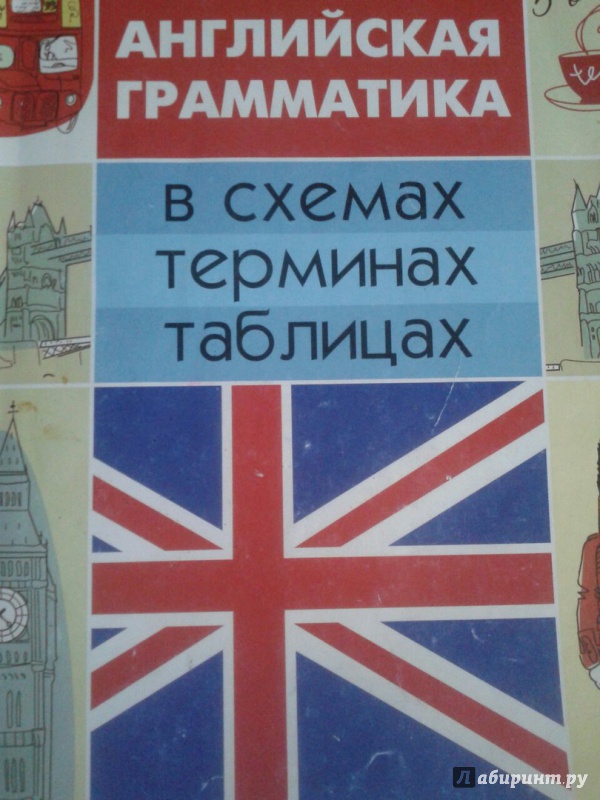 АНГЛИЙСКАЯ
ГРАММАТИКА
в схемах
терминах
таблицах
Лабиринт.ру